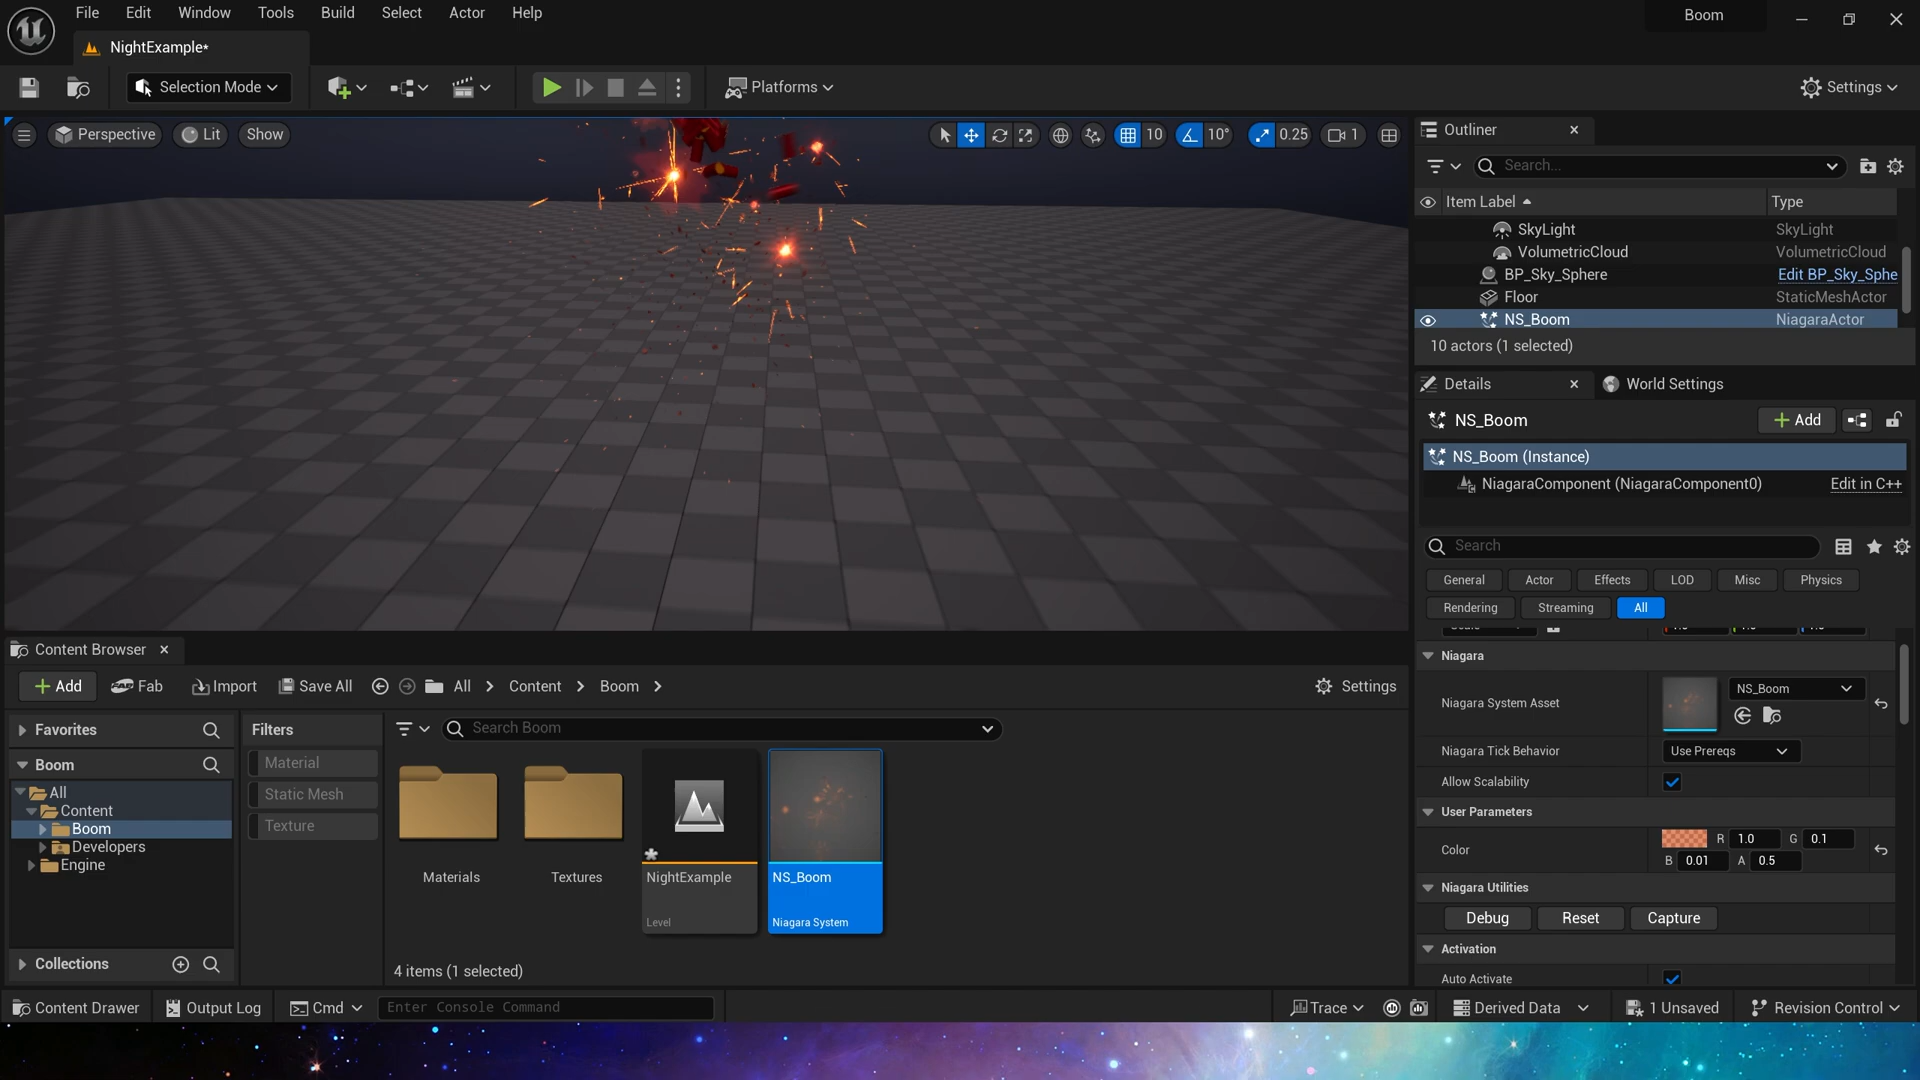 File Edit Window Tools Build Select Actor Help
Boom
NightExample*
Selection Mode
Platforms
Settings
Perspective Lit Show
10 10° 0.25 1
Outliner
Search...
Item Label Type
SkyLight SkyLight
VolumetricCloud VolumetricCloud
BP_Sky_Sphere Edit BP_Sky_Sphe
Floor StaticMeshActor
NS_Boom NiagaraActor
10 actors (1 selected)
Details World Settings
NS_Boom Add
NS_Boom (Instance)
NiagaraComponent (NiagaraComponent0) Edit in C++
Search
General Actor Effects LOD Misc Physics
Rendering Streaming All
Niagara
Niagara System Asset NS_Boom
Niagara Tick Behavior Use Prereqs
Allow Scalability
User Parameters
Color R 1.0 G 0.1
B 0.01 A 0.5
Niagara Utilities
Debug Reset Capture
Activation
Auto Activate
Content Browser
Add Fab Import Save All All Content Boom Settings
Favorites
Boom
All
Content
Boom
Developers
Engine
Collections
Filters
Material
Static Mesh
Texture
Search Boom
Materials
Textures
NightExample
Level
NS_Boom
Niagara System
4 items (1 selected)
Content Drawer Output Log Cmd Enter Console Command Trace Derived Data 1 Unsaved Revision Control